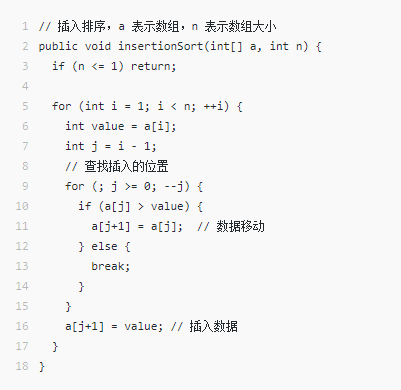 1 // 插入排序，a 表示数组，n 表示数组大小
2 public void insertionSort(int[] a, int n) {
3   if (n <= 1) return;
4
5   for (int i = 1; i < n; ++i) {
6     int value = a[i];
7     int j = i - 1;
8     // 查找插入的位置
9     for (; j >= 0; --j) {
10       if (a[j] > value) {
11         a[j+1] = a[j];  // 数据移动
12       } else {
13         break;
14       }
15     }
16     a[j+1] = value; // 插入数据
17   }
18 }